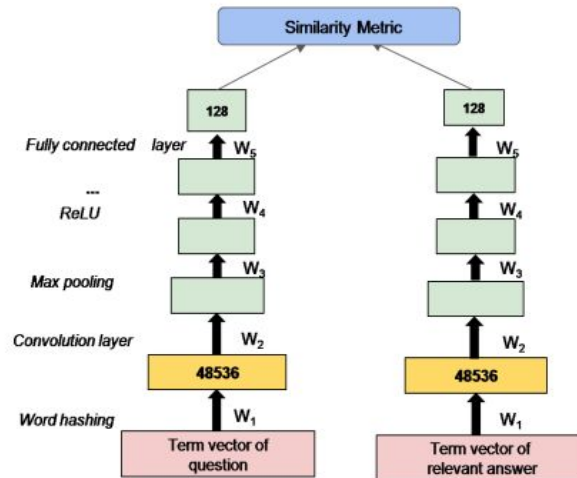 Similarity Metric
128
128
Fully connected layer
W5
W5
...
ReLU
W4
W4
Max pooling
W3
W3
Convolution layer
W2
W2
48536
48536
Word hashing
W1
W1
Term vector of
question
Term vector of
relevant answer